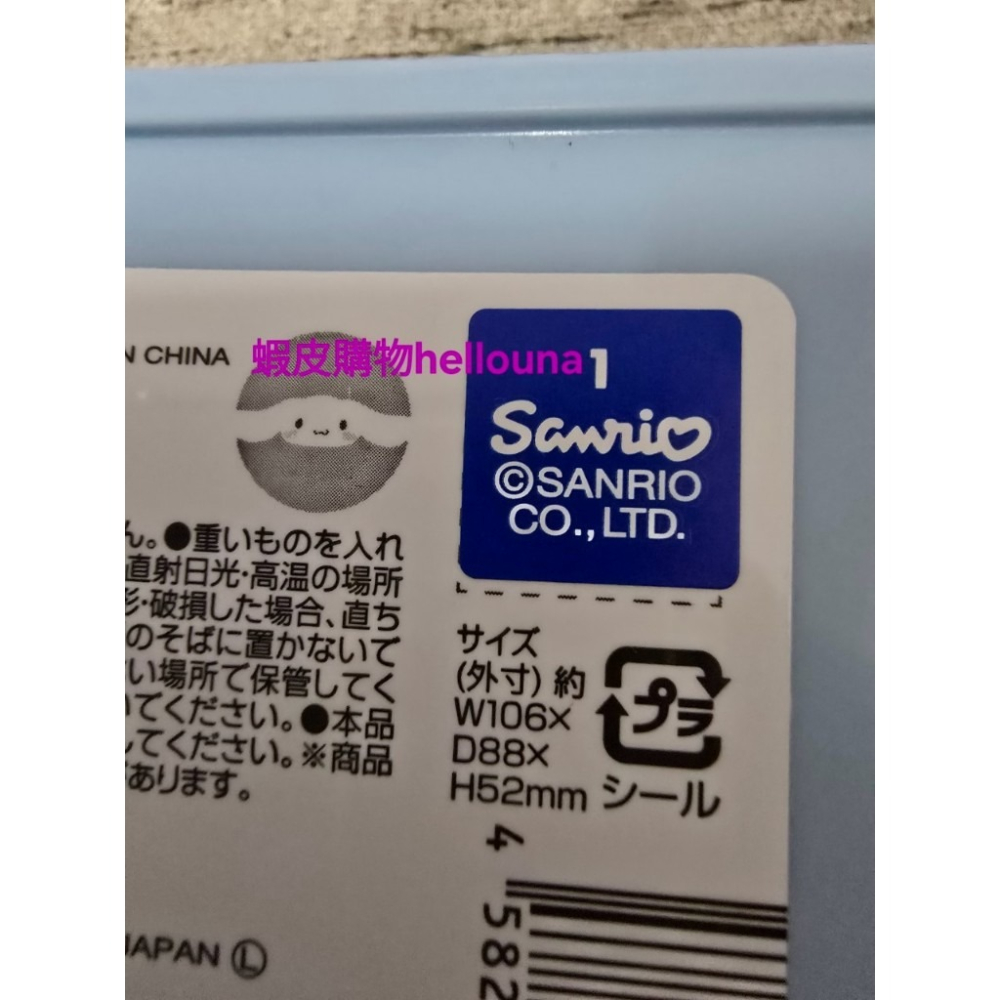 N CHINA
蝦皮購物hellouna
1
Sanrio
©SANRIO
CO.,LTD.
ん。●重いものを入れ
直射日光・高温の場所
形・破損した場合、直ち
のそばに置かないで
い場所で保管してく
いてください。●本品
してください。※商品
があります。
サイズ
(外寸)約
W106×
D88×
H52mm
プラ
シール
JAPAN Ⓛ
4
582